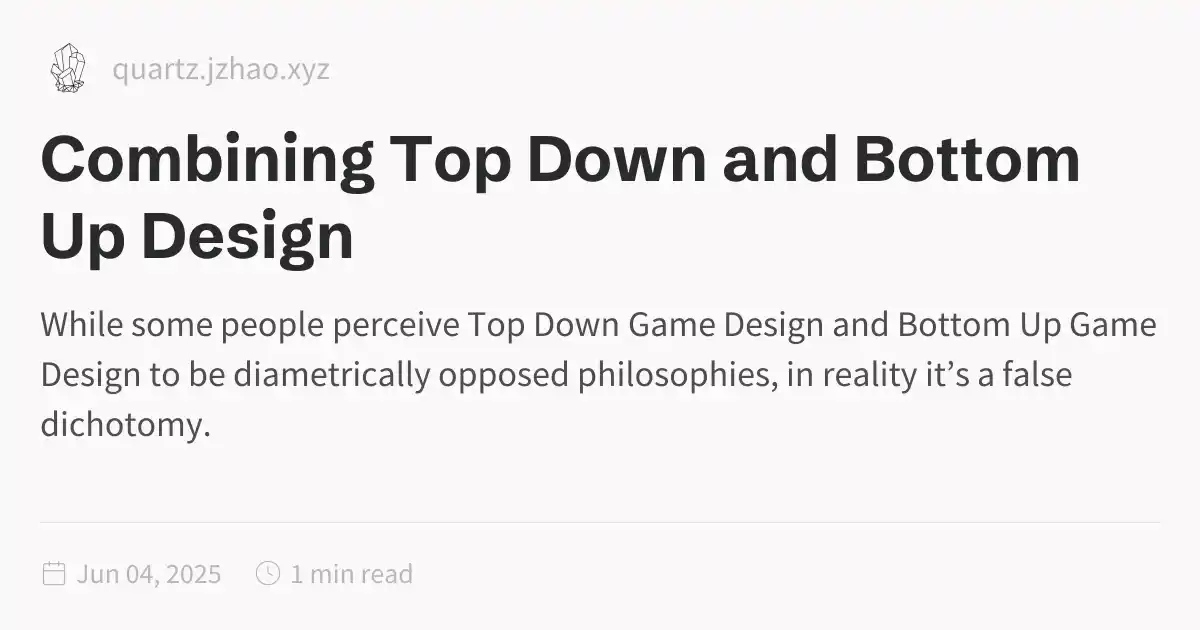 quartz.jzhao.xyz
Combining Top Down and Bottom
Up Design
While some people perceive Top Down Game Design and Bottom Up Game
Design to be diametrically opposed philosophies, in reality it’s a false
dichotomy.
Jun 04, 2025 1 min read